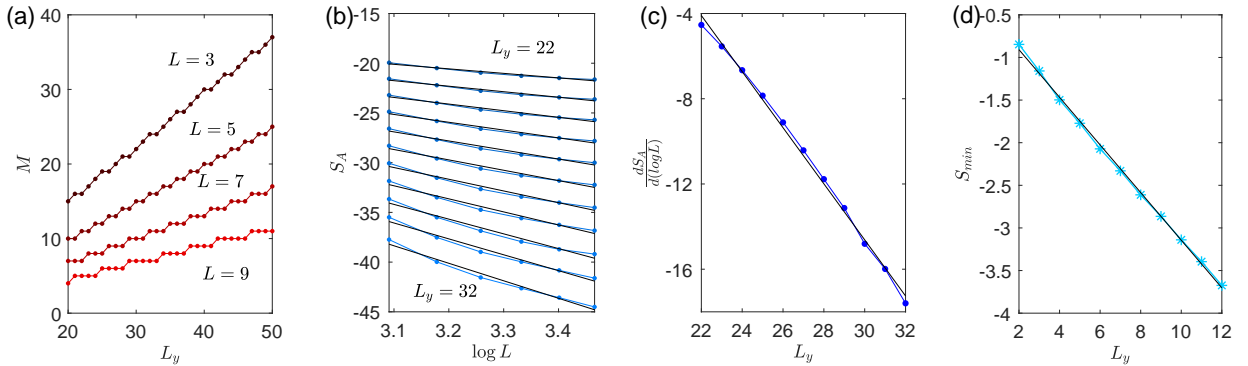 (a)
40
30
20
10
0
M
L = 3
L = 5
L = 7
L = 9
20 30 40 50
L_y
(b)
-15
-20
-25
-30
-35
-40
-45
S_A
L_y = 22
L_y = 32
3.1 3.2 3.3 3.4
log L
(c)
-4
-8
-12
-16
dS_A
d(logL)
22 24 26 28 30 32
L_y
(d)
-0.5
-1
-1.5
-2
-2.5
-3
-3.5
-4
S_min
2 4 6 8 10 12
L_y